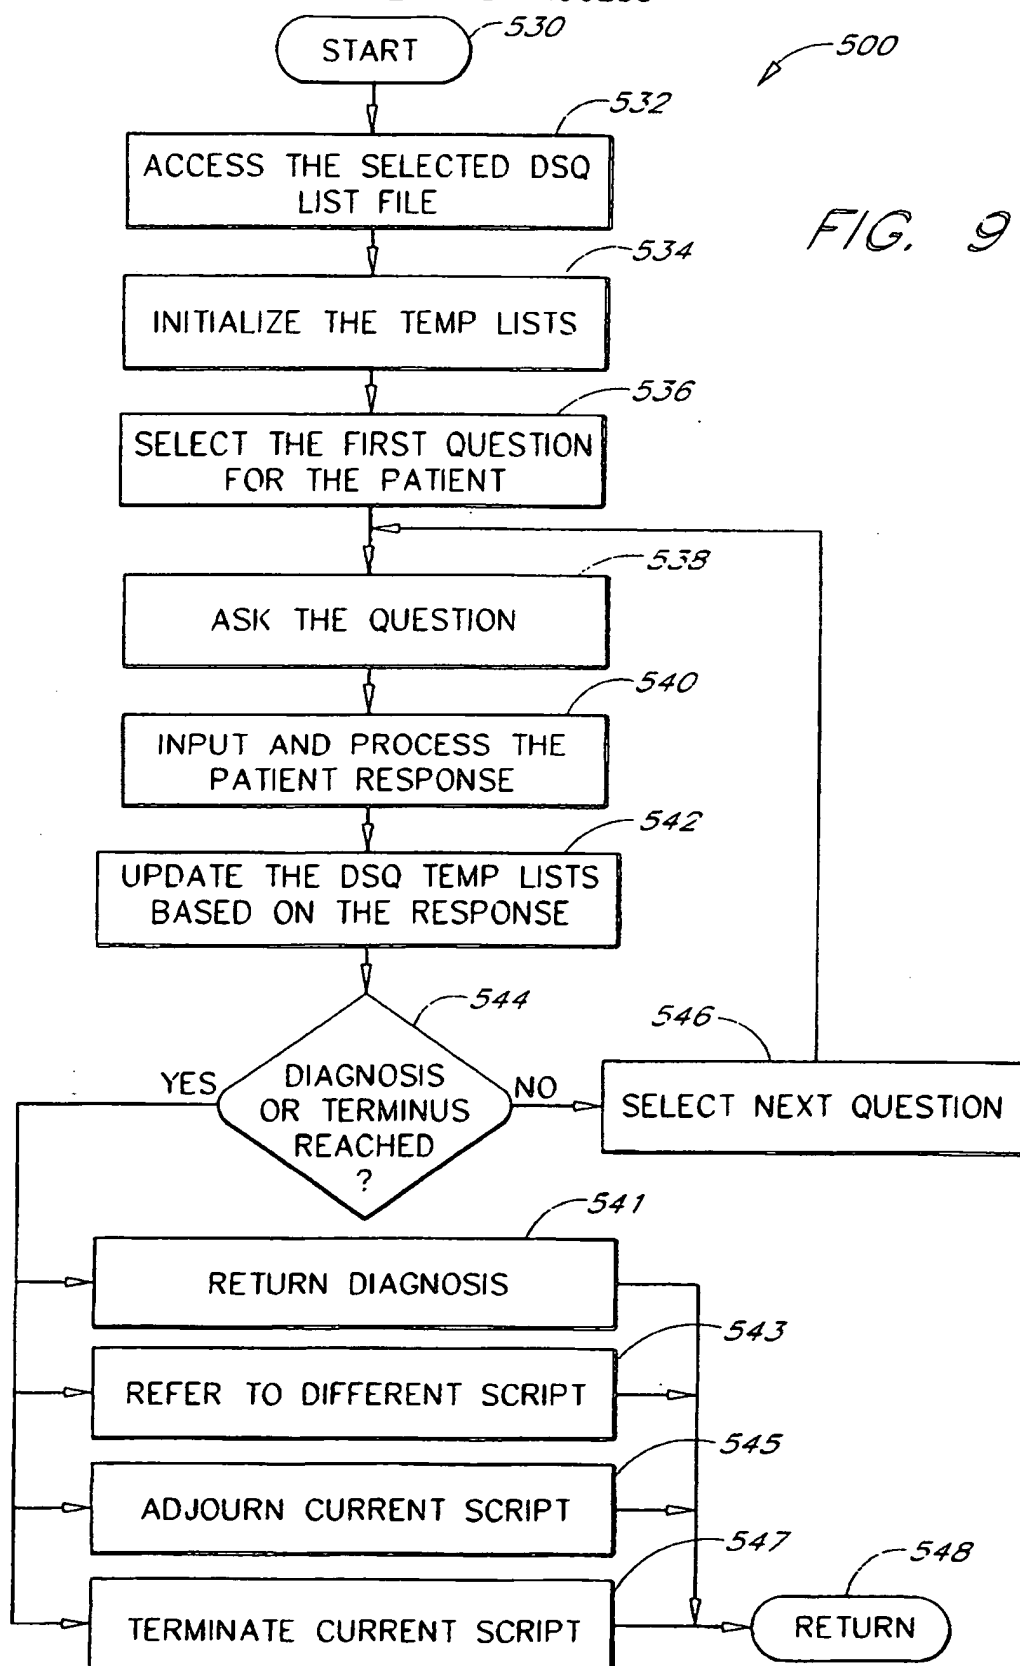 START
530
500
532
ACCESS THE SELECTED DSQ
LIST FILE
FIG. 9
534
INITIALIZE THE TEMP LISTS
536
SELECT THE FIRST QUESTION
FOR THE PATIENT
538
ASK THE QUESTION
540
INPUT AND PROCESS THE
PATIENT RESPONSE
542
UPDATE THE DSQ TEMP LISTS
BASED ON THE RESPONSE
544
546
YES
DIAGNOSIS
OR TERMINUS
REACHED
?
NO
SELECT NEXT QUESTION
541
RETURN DIAGNOSIS
543
REFER TO DIFFERENT SCRIPT
545
ADJOURN CURRENT SCRIPT
547
548
TERMINATE CURRENT SCRIPT
RETURN